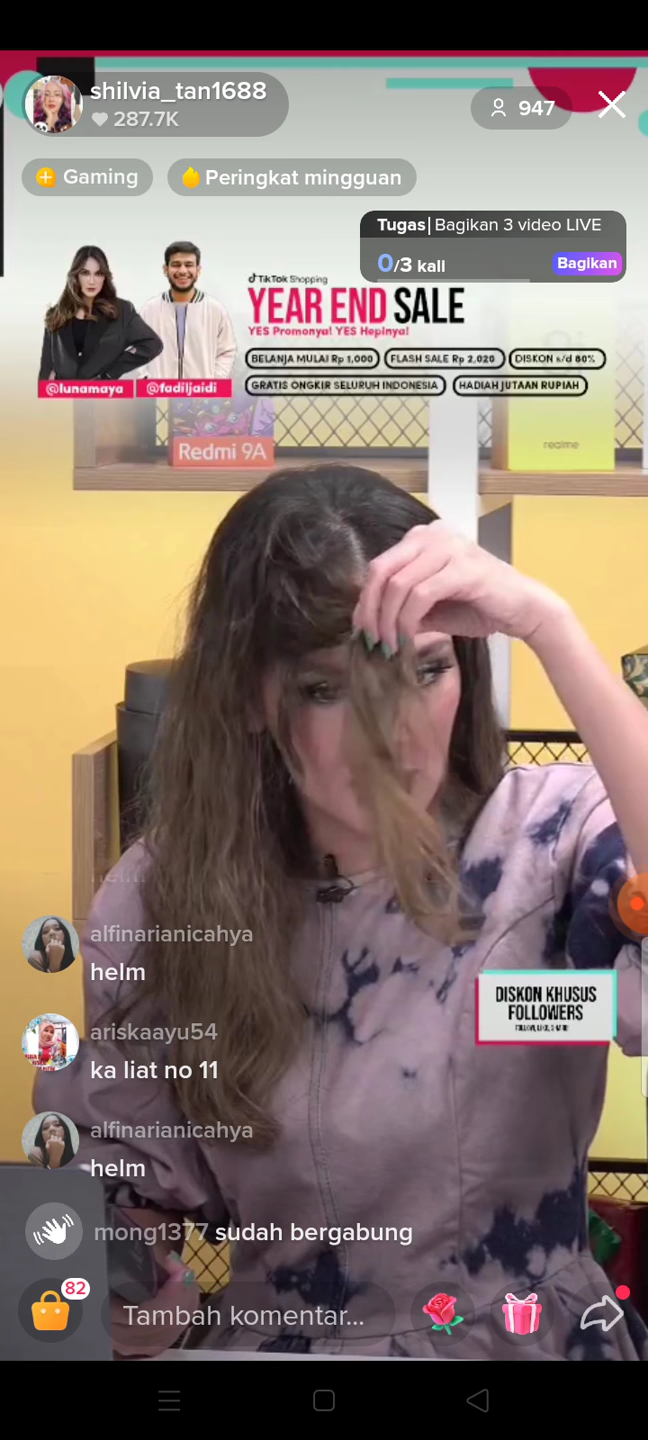 shilvia_tan1688
287.7K
947
Gaming
Peringkat mingguan
Tugas| Bagikan 3 video LIVE
0/3 kali
Bagikan
TikTok Shopping
YEAR END SALE
YES Promonya! YES Hepinya!
BELANJA MULAI Rp 1,000
FLASH SALE Rp 2,020
DISKON s/d 80%
GRATIS ONGKIR SELURUH INDONESIA
HADIAH JUTAAN RUPIAH
@lunamaya
@fadiljaidi
Redmi 9A
realme
helm
alfinarianicahya
helm
ariskaayu54
ka liat no 11
alfinarianicahya
helm
DISKON KHUSUS
FOLLOWERS
mong1377 sudah bergabung
82
Tambah komentar...